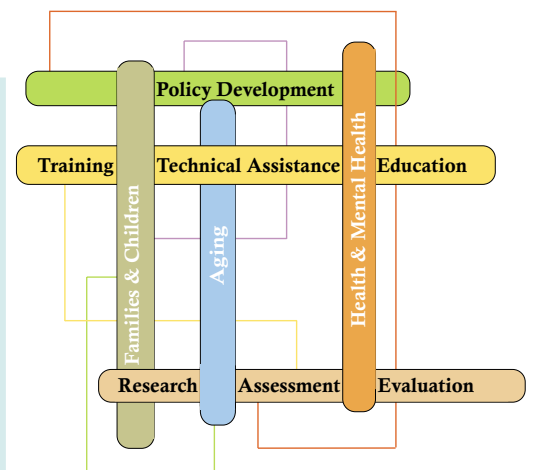 Policy Development
Training Technical Assistance Education
Families & Children
Aging
Health & Mental Health
Research Assessment Evaluation